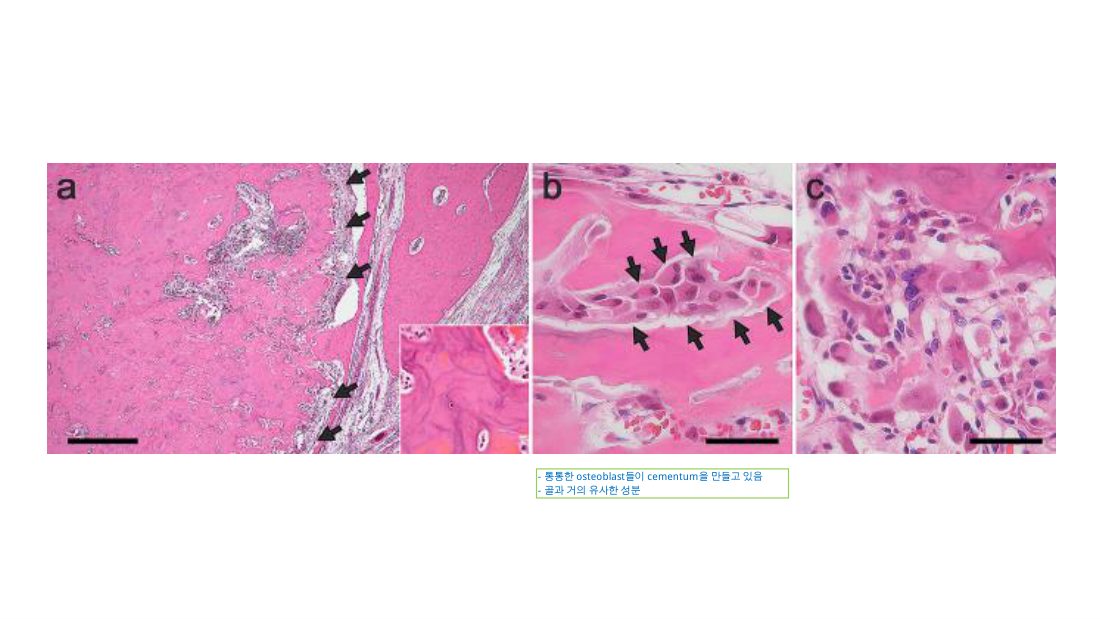 a
b
c
- 통통한 osteoblast들이 cementum을 만들고 있음
- 골과 거의 유사한 성분